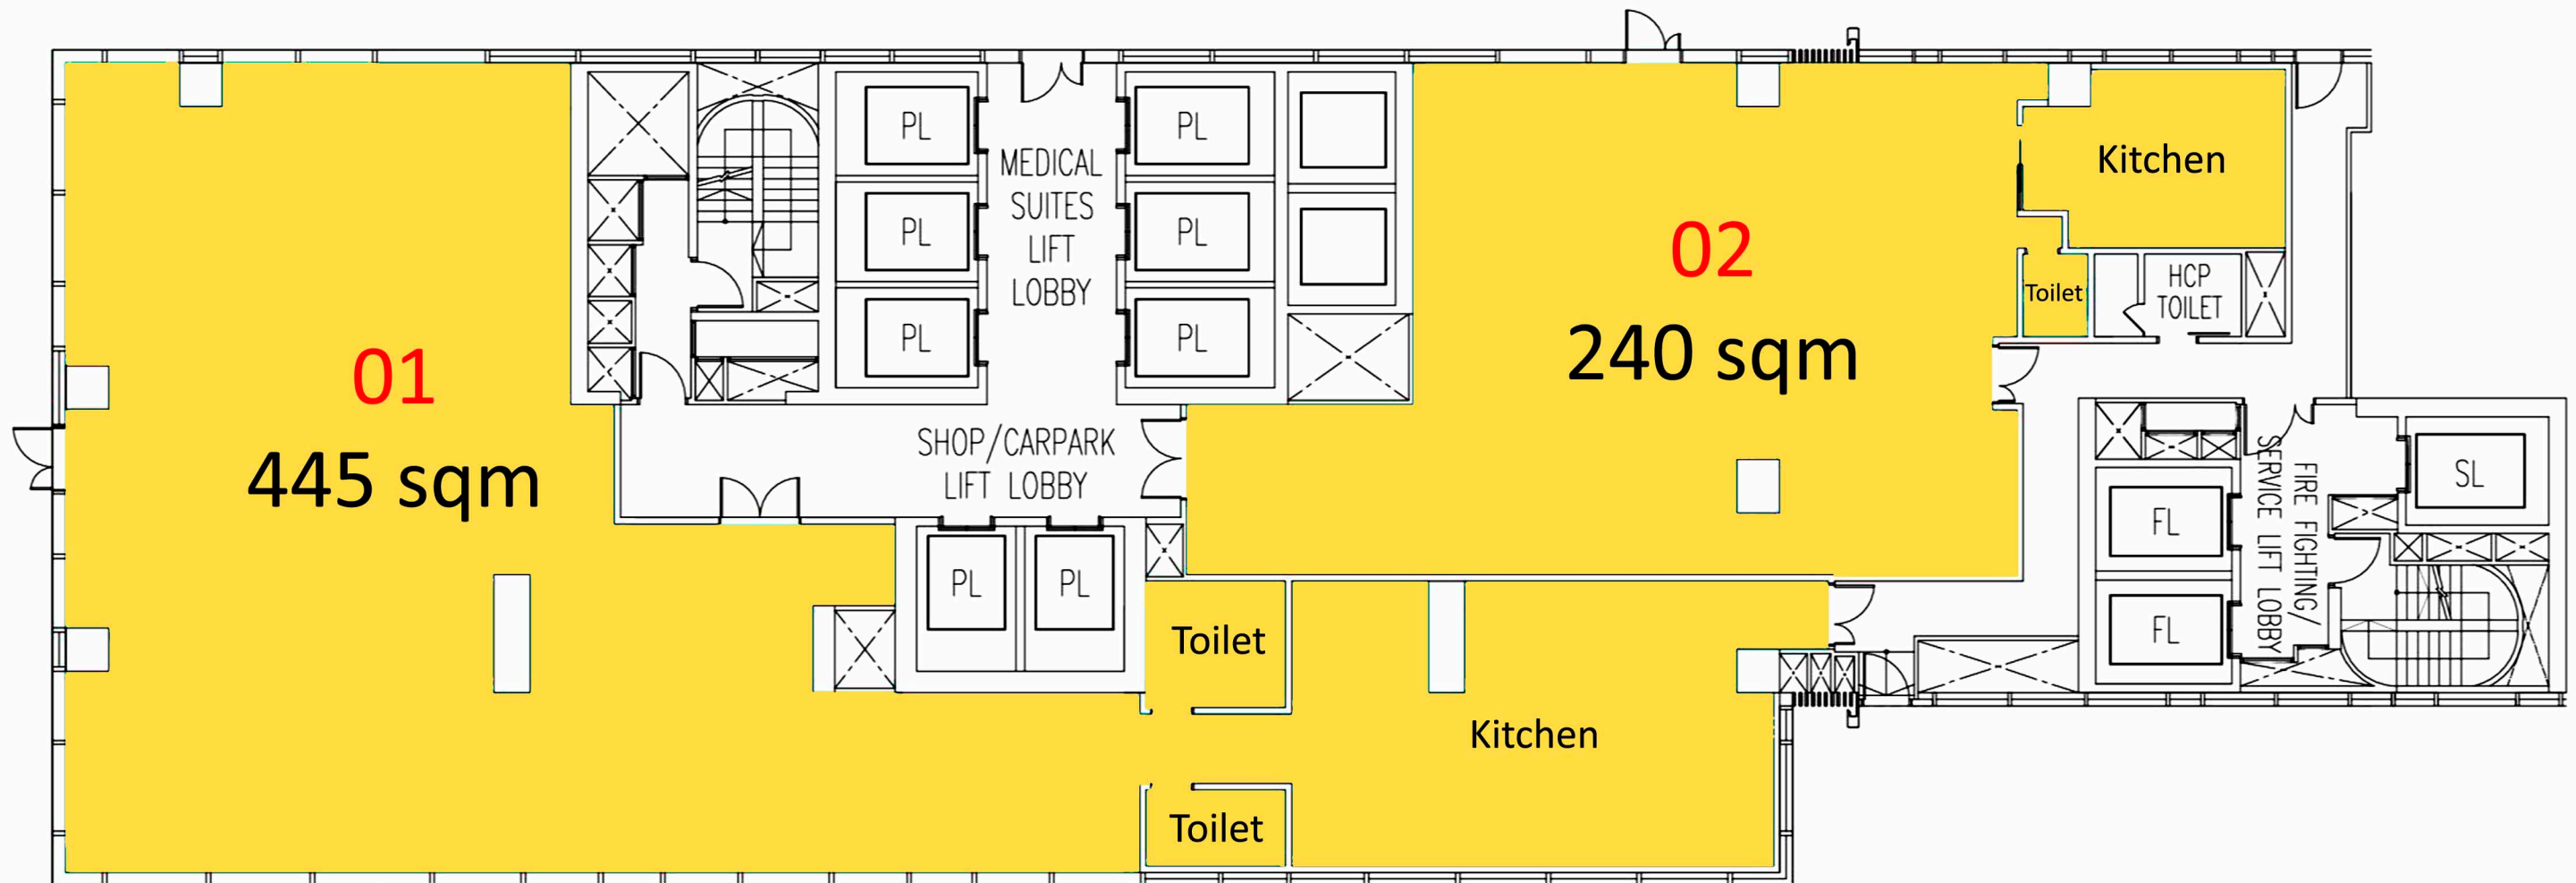 01
445 sqm
PL
PL
PL
MEDICAL
SUITES
LIFT
LOBBY
PL
PL
PL
SHOP/CARPARK
LIFT LOBBY
PL
PL
Toilet
Toilet
Kitchen
02
240 sqm
Kitchen
Toilet
HCP
TOILET
FL
FL
FIRE FIGHTING/
SERVICE LIFT LOBBY
SL